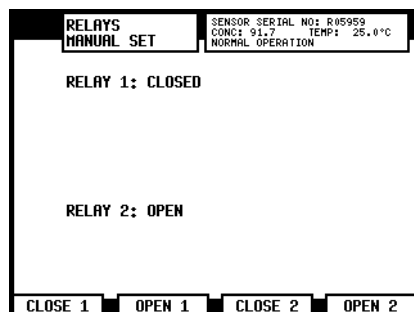 RELAYS
MANUAL SET
SENSOR SERIAL NO: R05959
CONC: 91.7 TEMP: 25.0°C
NORMAL OPERATION
RELAY 1: CLOSED
RELAY 2: OPEN
CLOSE 1 OPEN 1 CLOSE 2 OPEN 2